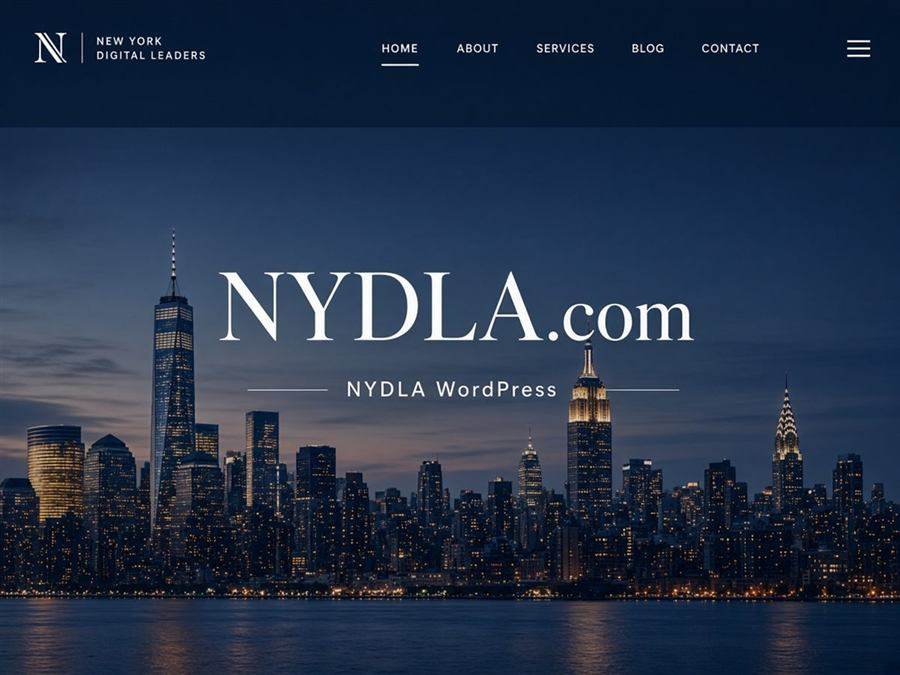 N
NEW YORK
DIGITAL LEADERS
HOME ABOUT SERVICES BLOG CONTACT
NYDLA.com
NYDLA WordPress